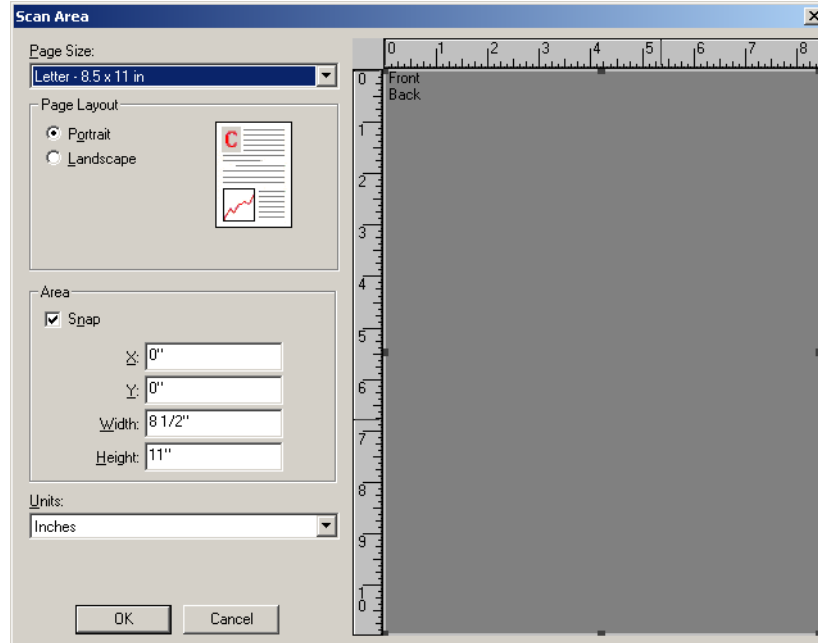 Scan Area
Page Size:
Letter - 8.5 x 11 in
Page Layout
Portrait
Landscape
C
Area
Snap
X: 0"
Y: 0"
Width: 8 1/2"
Height: 11"
Units:
Inches
OK Cancel
0 1 2 3 4 5 6 7 8
Front
Back
0
1
2
3
4
5
6
7
8
9
10